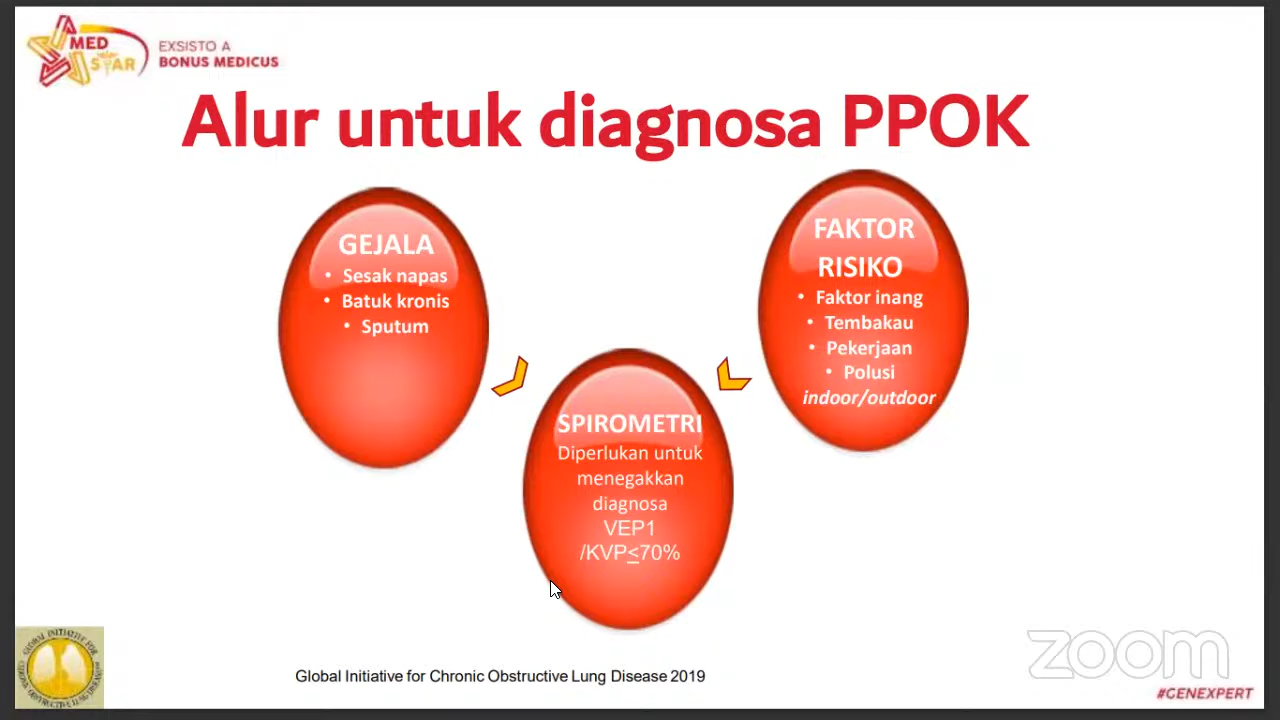 MED
STAR
EXSISTO A
BONUS MEDICUS
Alur untuk diagnosa PPOK
GEJALA
• Sesak napas
• Batuk kronis
• Sputum
FAKTOR
RISIKO
• Faktor inang
• Tembakau
• Pekerjaan
• Polusi
indoor/outdoor
SPIROMETRI
Diperlukan untuk
menegakkan
diagnosa
VEP1
/KVP<70%
Global Initiative for Chronic Obstructive Lung Disease 2019
zoom
#GENEXPERT